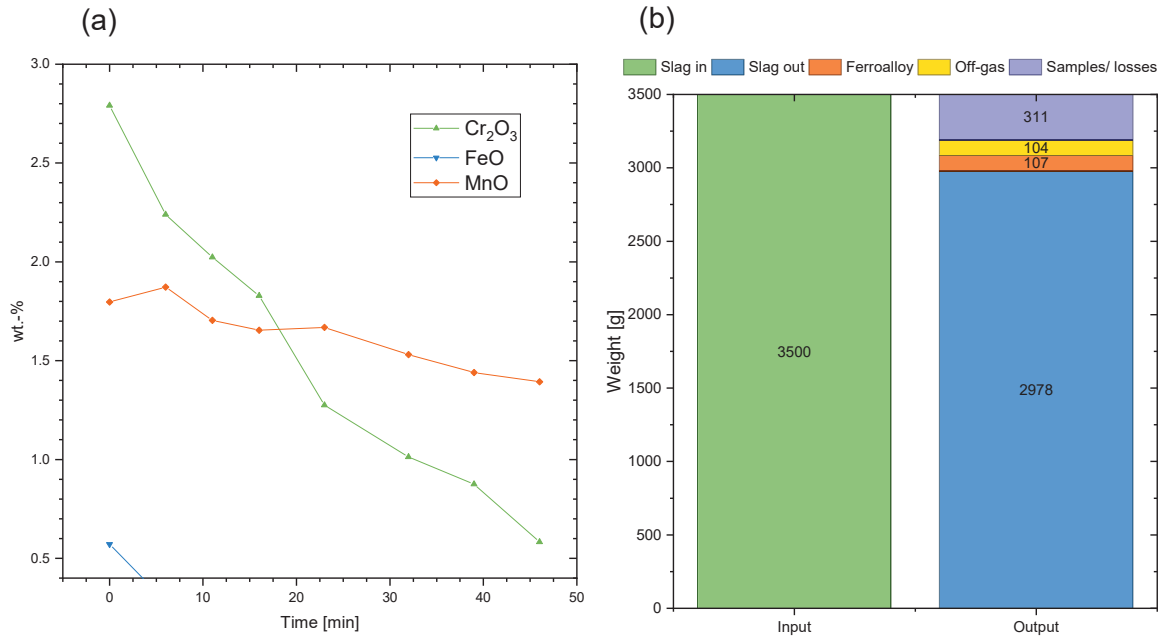 (a)
3.0
2.5
2.0
1.5
1.0
0.5
wt.-%
Cr₂O₃
FeO
MnO
0 10 20 30 40 50
Time [min]
(b)
Slag in Slag out Ferroalloy Off-gas Samples/ losses
3500
3000
2500
2000
1500
1000
500
0
Weight [g]
3500
311
104
107
2978
Input Output